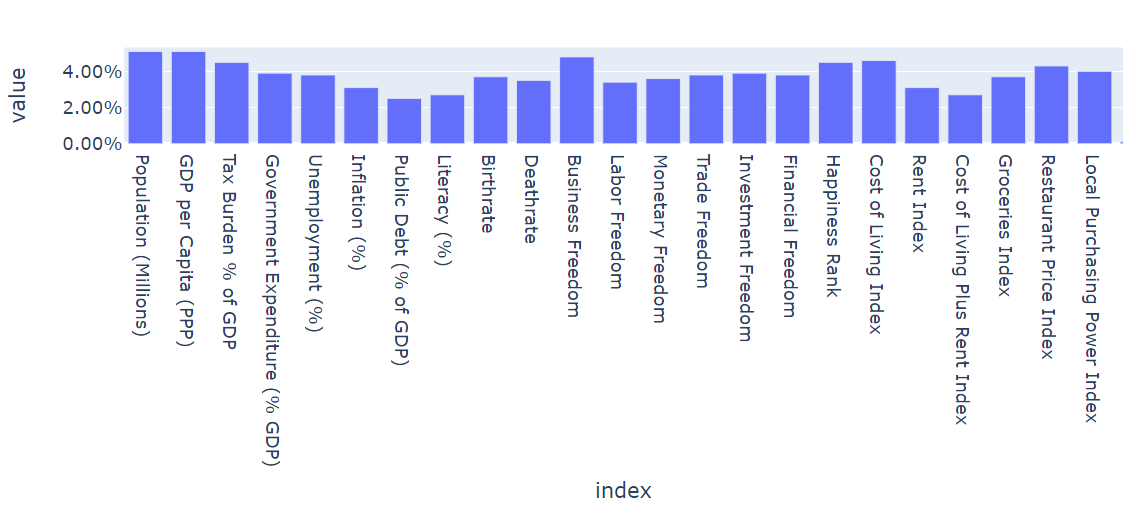 value
4.00%
2.00%
0.00%
Population (Millions)
GDP per Capita (PPP)
Tax Burden % of GDP
Government Expenditure (% GDP)
Unemployment (%)
Inflation (%)
Public Debt (% of GDP)
Literacy (%)
Birthrate
Deathrate
Business Freedom
Labor Freedom
Monetary Freedom
Trade Freedom
Investment Freedom
Financial Freedom
Happiness Rank
Cost of Living Index
Rent Index
Cost of Living Plus Rent Index
Groceries Index
Restaurant Price Index
Local Purchasing Power Index
index